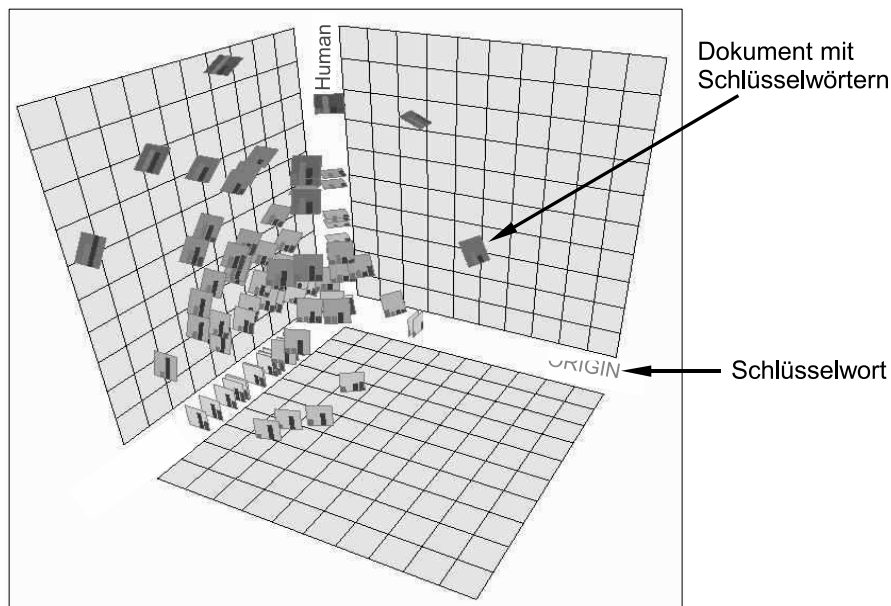 Human
Dokument mit
Schlüsselwörtern
ORIGIN
Schlüsselwort